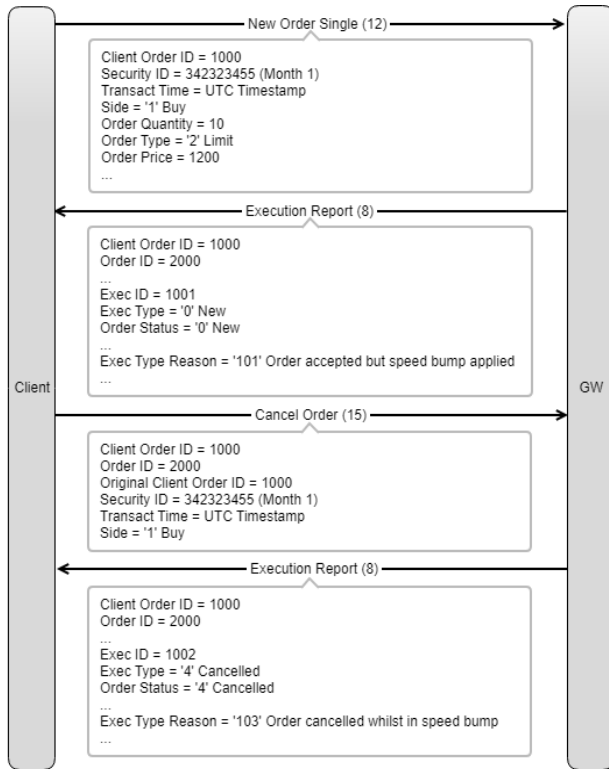 New Order Single (12)
Client Order ID = 1000
Security ID = 342323455 (Month 1)
Transact Time = UTC Timestamp
Side = '1' Buy
Order Quantity = 10
Order Type = '2' Limit
Order Price = 1200
...
Execution Report (8)
Client Order ID = 1000
Order ID = 2000
...
Exec ID = 1001
Exec Type = '0' New
Order Status = '0' New
...
Exec Type Reason = '101' Order accepted but speed bump applied
...
Client
GW
Cancel Order (15)
Client Order ID = 1000
Order ID = 2000
Original Client Order ID = 1000
Security ID = 342323455 (Month 1)
Transact Time = UTC Timestamp
Side = '1' Buy
Execution Report (8)
Client Order ID = 1000
Order ID = 2000
...
Exec ID = 1002
Exec Type = '4' Cancelled
Order Status = '4' Cancelled
...
Exec Type Reason = '103' Order cancelled whilst in speed bump
...